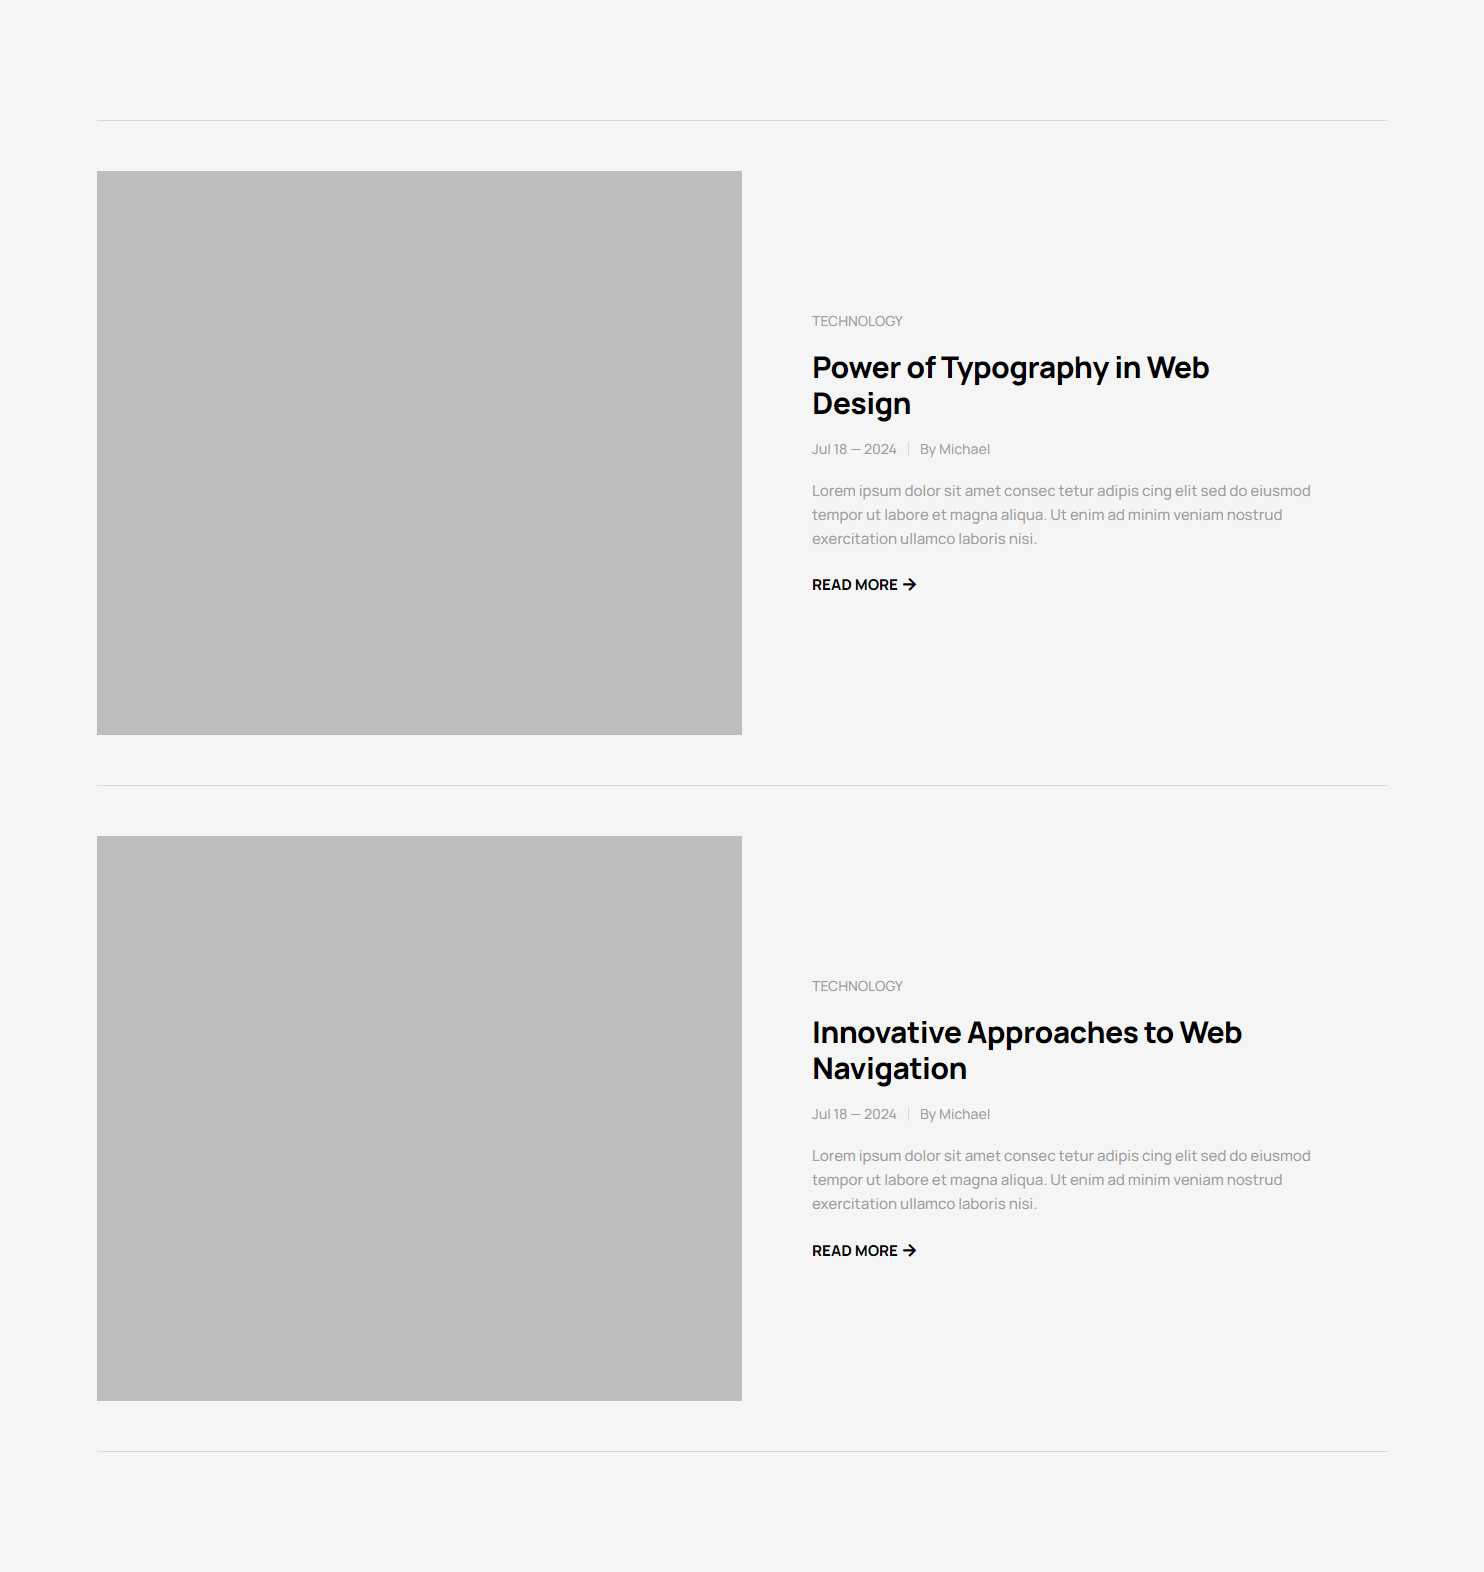 TECHNOLOGY
Power of Typography in Web
Design
Jul 18 — 2024 | By Michael
Lorem ipsum dolor sit amet consec tetur adipis cing elit sed do eiusmod
tempor ut labore et magna aliqua. Ut enim ad minim veniam nostrud
exercitation ullamco laboris nisi.
READ MORE →
TECHNOLOGY
Innovative Approaches to Web
Navigation
Jul 18 — 2024 | By Michael
Lorem ipsum dolor sit amet consec tetur adipis cing elit sed do eiusmod
tempor ut labore et magna aliqua. Ut enim ad minim veniam nostrud
exercitation ullamco laboris nisi.
READ MORE →